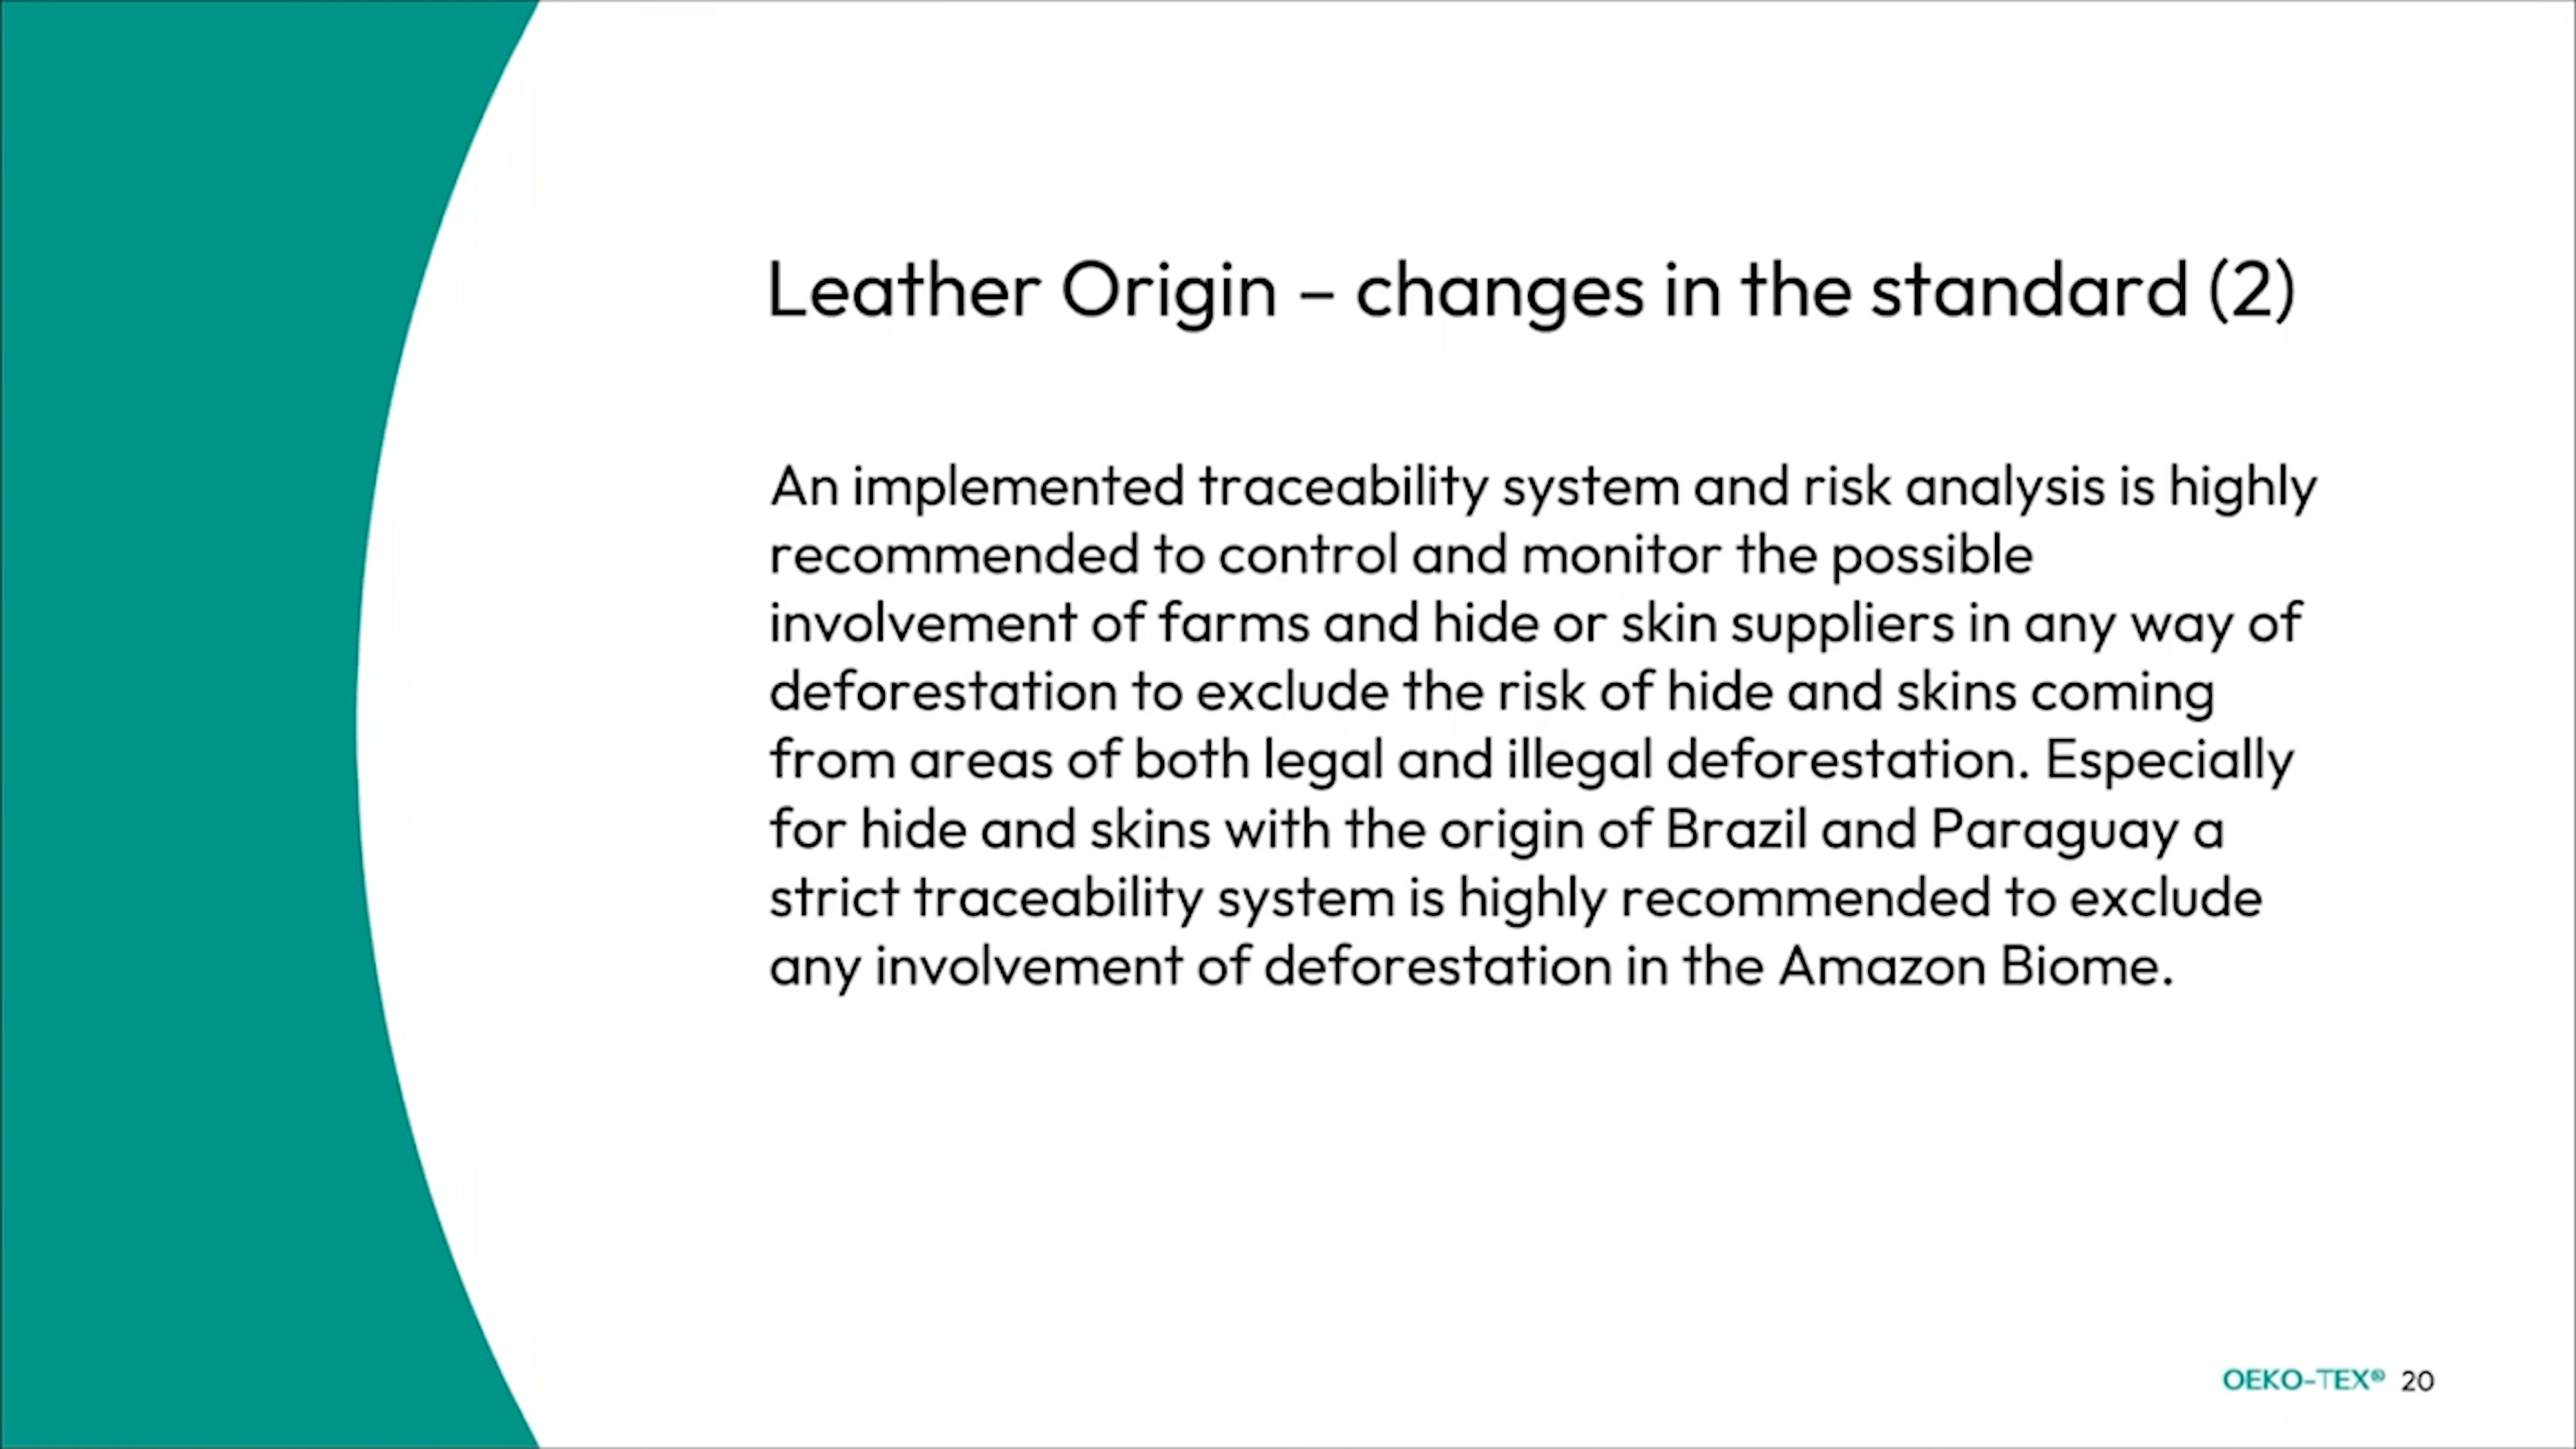 Leather Origin – changes in the standard (2)
An implemented traceability system and risk analysis is highly
recommended to control and monitor the possible
involvement of farms and hide or skin suppliers in any way of
deforestation to exclude the risk of hide and skins coming
from areas of both legal and illegal deforestation. Especially
for hide and skins with the origin of Brazil and Paraguay a
strict traceability system is highly recommended to exclude
any involvement of deforestation in the Amazon Biome.
OEKO-TEX® 20